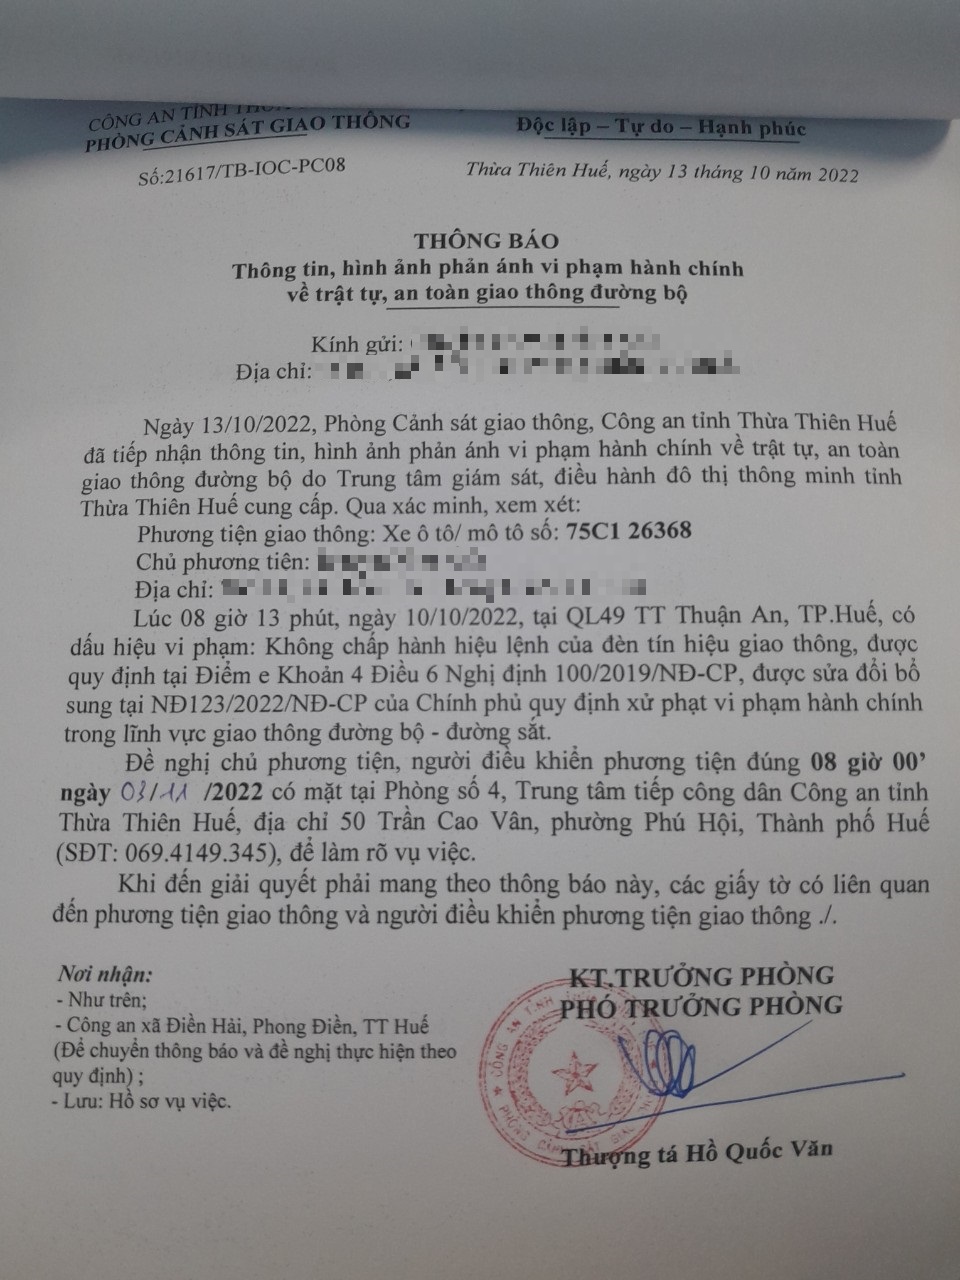 CÔNG AN TỈNH
PHÒNG CẢNH SÁT GIAO THÔNG
Độc lập – Tự do – Hạnh phúc
Số:21617/TB-IOC-PC08
Thừa Thiên Huế, ngày 13 tháng 10 năm 2022
THÔNG BÁO
Thông tin, hình ảnh phản ánh vi phạm hành chính
về trật tự, an toàn giao thông đường bộ
Kính gửi:
Địa chỉ:
Ngày 13/10/2022, Phòng Cảnh sát giao thông, Công an tỉnh Thừa Thiên Huế
đã tiếp nhận thông tin, hình ảnh phản ánh vi phạm hành chính về trật tự, an toàn
giao thông đường bộ do Trung tâm giám sát, điều hành đô thị thông minh tỉnh
Thừa Thiên Huế cung cấp. Qua xác minh, xem xét:
Phương tiện giao thông: Xe ô tô/ mô tô số: 75C1 26368
Chủ phương tiên:
Địa chỉ:
Lúc 08 giờ 13 phút, ngày 10/10/2022, tại QL49 TT Thuận An, TP.Huế, có
dấu hiệu vi phạm: Không chấp hành hiệu lệnh của đèn tín hiệu giao thông, được
quy định tại Điểm e Khoản 4 Điều 6 Nghị định 100/2019/NĐ-CP, được sửa đổi bổ
sung tại NĐ123/2022/NĐ-CP của Chính phủ quy định xử phạt vi phạm hành chính
trong lĩnh vực giao thông đường bộ - đường sắt.
Đề nghị chủ phương tiện, người điều khiển phương tiện đúng 08 giờ 00’
ngày 03/11 /2022 có mặt tại Phòng số 4, Trung tâm tiếp công dân Công an tỉnh
Thừa Thiên Huế, địa chỉ 50 Trần Cao Vân, phường Phú Hội, Thành phố Huế
(SĐT: 069.4149.345), để làm rõ vụ việc.
Khi đến giải quyết phải mang theo thông báo này, các giấy tờ có liên quan
đến phương tiện giao thông và người điều khiển phương tiện giao thông ./.
Nơi nhận:
- Như trên;
- Công an xã Điền Hải, Phong Điền, TT Huế
(Để chuyển thông báo và đề nghị thực hiện theo
quy định) ;
- Lưu: Hồ sơ vụ việc.
KT.TRƯỞNG PHÒNG
PHÓ TRƯỞNG PHÒNG
CÔNG AN TỈNH
PHÒNG CẢNH SÁT GIAO
Thượng tá Hồ Quốc Văn